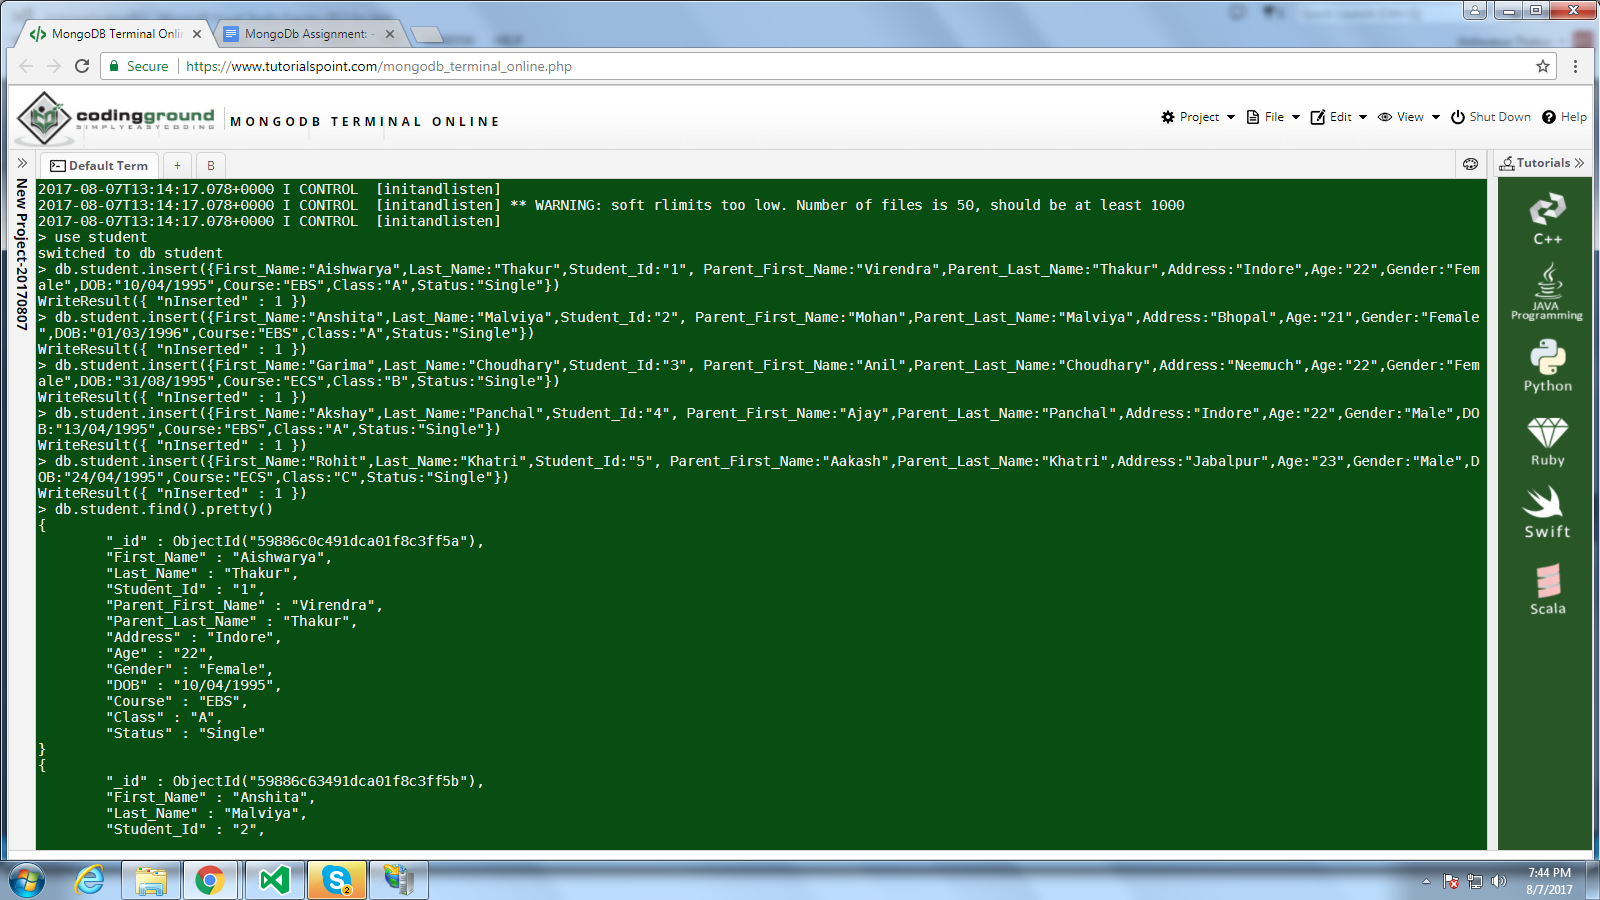 MongoDB Terminal Onlin
MongoDb Assignment: -
Secure
https://www.tutorialspoint.com/mongodb_terminal_online.php
codingground
SIMPLYEASYCODING
MONGODB TERMINAL ONLINE
Project
File
Edit
View
Shut Down
Help
Default Term
+
B
Tutorials
New Project-20170807
2017-08-07T13:14:17.078+0000 I CONTROL  [initandlisten]
2017-08-07T13:14:17.078+0000 I CONTROL  [initandlisten] ** WARNING: soft rlimits too low. Number of files is 50, should be at least 1000
2017-08-07T13:14:17.078+0000 I CONTROL  [initandlisten]
> use student
switched to db student
> db.student.insert({First_Name:"Aishwarya",Last_Name:"Thakur",Student_Id:"1", Parent_First_Name:"Virendra",Parent_Last_Name:"Thakur",Address:"Indore",Age:"22",Gender:"Fem
ale",DOB:"10/04/1995",Course:"EBS",Class:"A",Status:"Single"})
WriteResult({ "nInserted" : 1 })
> db.student.insert({First_Name:"Anshita",Last_Name:"Malviya",Student_Id:"2", Parent_First_Name:"Mohan",Parent_Last_Name:"Malviya",Address:"Bhopal",Age:"21",Gender:"Female
",DOB:"01/03/1996",Course:"EBS",Class:"A",Status:"Single"})
WriteResult({ "nInserted" : 1 })
> db.student.insert({First_Name:"Garima",Last_Name:"Choudhary",Student_Id:"3", Parent_First_Name:"Anil",Parent_Last_Name:"Choudhary",Address:"Neemuch",Age:"22",Gender:"Fem
ale",DOB:"31/08/1995",Course:"ECS",Class:"B",Status:"Single"})
WriteResult({ "nInserted" : 1 })
> db.student.insert({First_Name:"Akshay",Last_Name:"Panchal",Student_Id:"4", Parent_First_Name:"Ajay",Parent_Last_Name:"Panchal",Address:"Indore",Age:"22",Gender:"Male",DO
B:"13/04/1995",Course:"EBS",Class:"A",Status:"Single"})
WriteResult({ "nInserted" : 1 })
> db.student.insert({First_Name:"Rohit",Last_Name:"Khatri",Student_Id:"5", Parent_First_Name:"Aakash",Parent_Last_Name:"Khatri",Address:"Jabalpur",Age:"23",Gender:"Male",D
OB:"24/04/1995",Course:"ECS",Class:"C",Status:"Single"})
WriteResult({ "nInserted" : 1 })
> db.student.find().pretty()
{
"_id" : ObjectId("59886c0c491dca01f8c3ff5a"),
"First_Name" : "Aishwarya",
"Last_Name" : "Thakur",
"Student_Id" : "1",
"Parent_First_Name" : "Virendra",
"Parent_Last_Name" : "Thakur",
"Address" : "Indore",
"Age" : "22",
"Gender" : "Female",
"DOB" : "10/04/1995",
"Course" : "EBS",
"Class" : "A",
"Status" : "Single"
}
{
"_id" : ObjectId("59886c63491dca01f8c3ff5b"),
"First_Name" : "Anshita",
"Last_Name" : "Malviya",
"Student_Id" : "2",
C++
JAVA
Programming
Python
Ruby
Swift
Scala
2
7:44 PM
8/7/2017